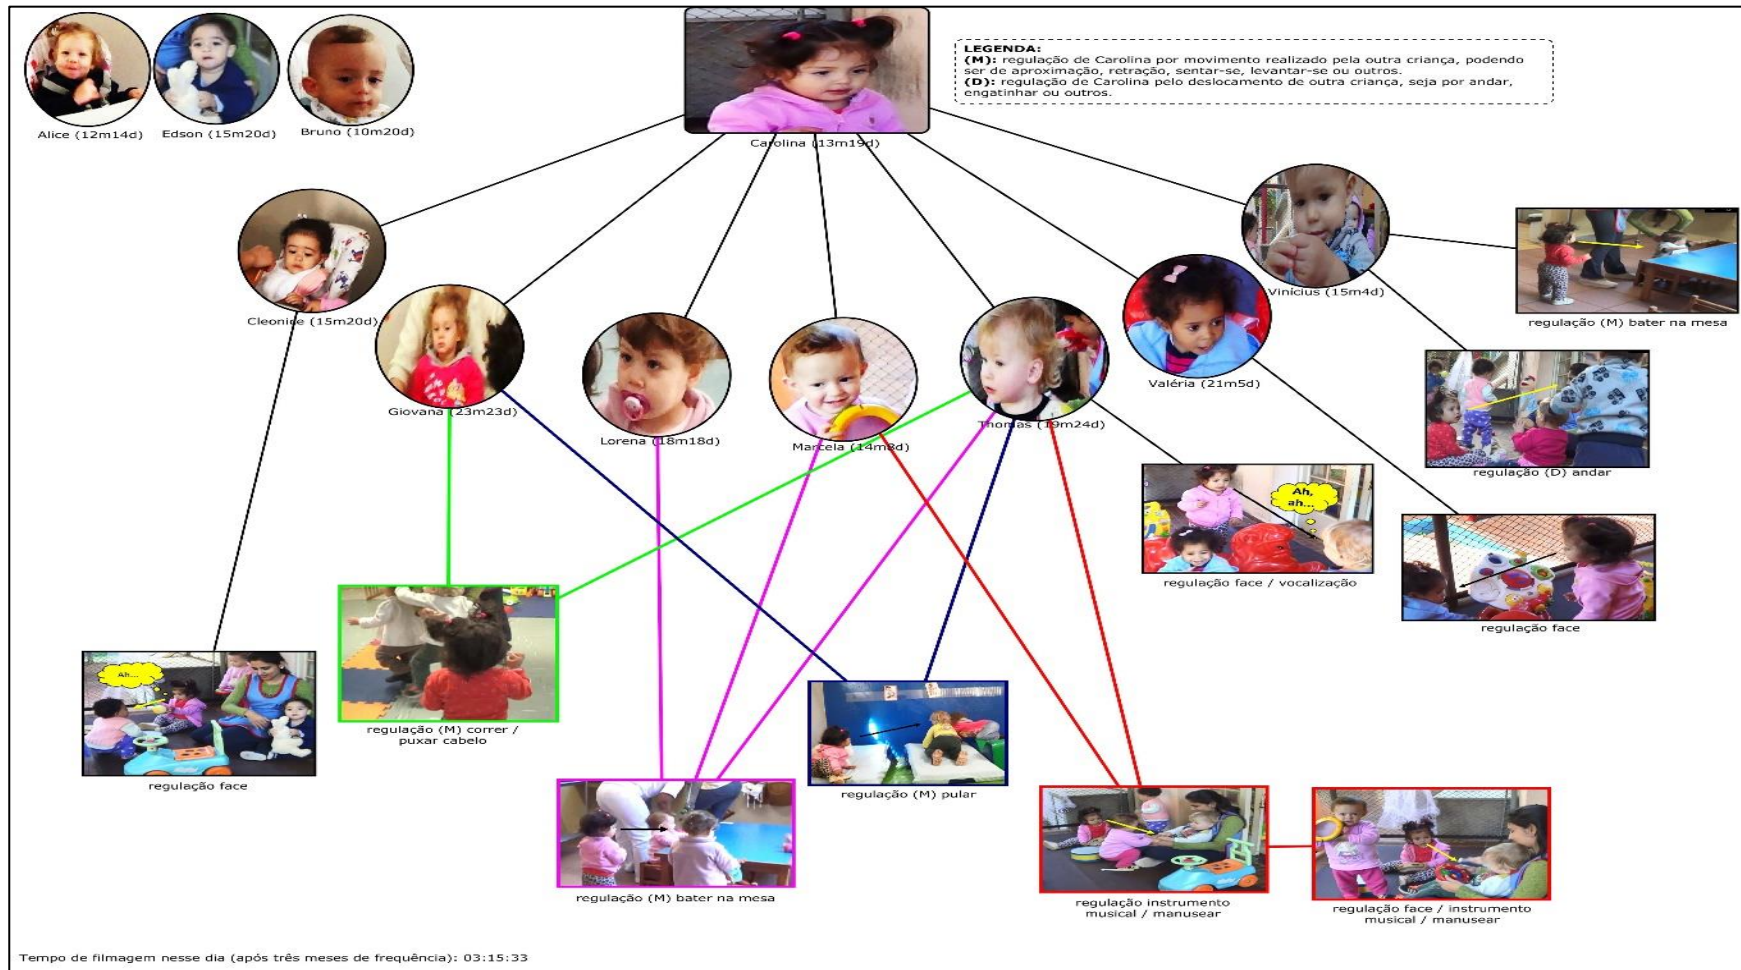 LEGENDA:
(M): regulação de Carolina por movimento realizado pela outra criança, podendo
ser de aproximação, retração, sentar-se, levantar-se ou outros.
(D): regulação de Carolina pelo deslocamento de outra criança, seja por andar,
engatinhar ou outros.
Alice (12m14d)
Edson (15m20d)
Bruno (10m20d)
Carolina (13m19d)
Cleonice (15m20d)
Giovana (23m23d)
Lorena (18m18d)
Marcela (14m8d)
Thomas (19m24d)
Valéria (21m5d)
Vinícius (15m4d)
regulação (M) bater na mesa
regulação (D) andar
Ah,
ah...
regulação face / vocalização
regulação face
Ah...
regulação face
regulação (M) correr /
puxar cabelo
regulação (M) bater na mesa
regulação (M) pular
regulação instrumento
musical / manusear
regulação face / instrumento
musical / manusear
Tempo de filmagem nesse dia (após três meses de frequência): 03:15:33